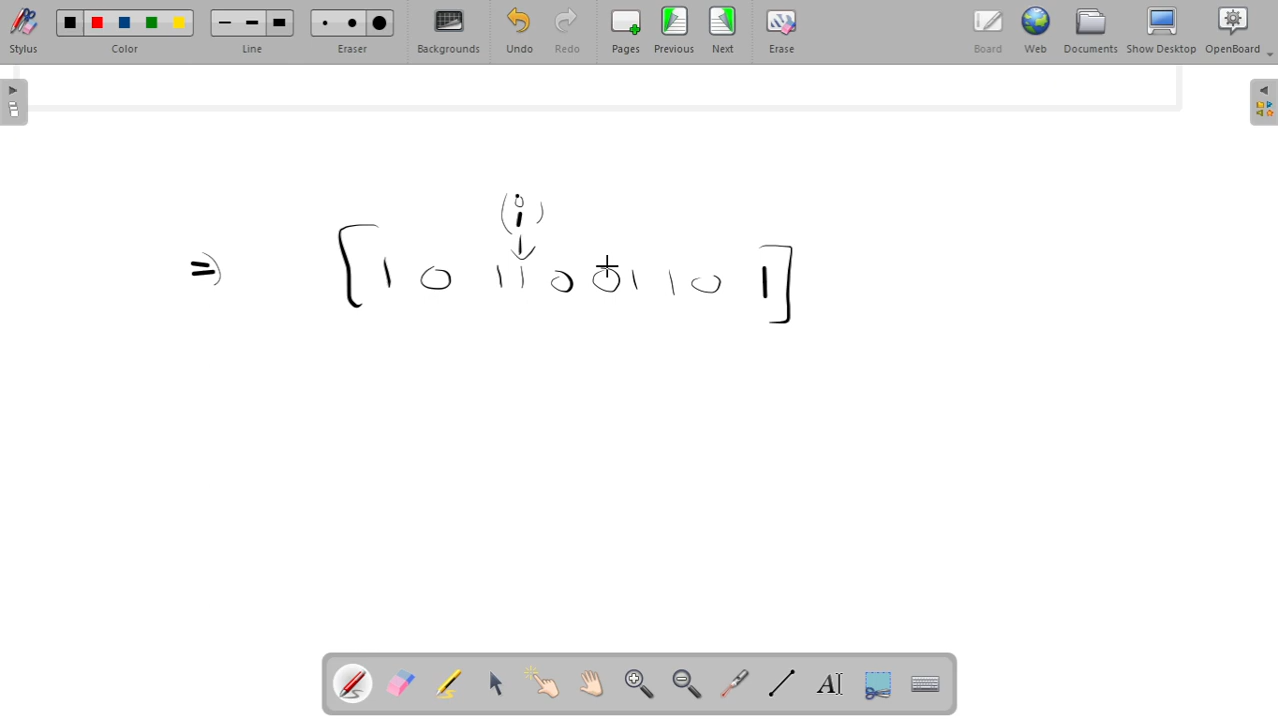 Stylus Color Line Eraser Backgrounds Undo Redo Pages Previous Next Erase Board Web Documents Show Desktop OpenBoard
(i)
=) [1 0 1 1 0 0 1 1 0 1]